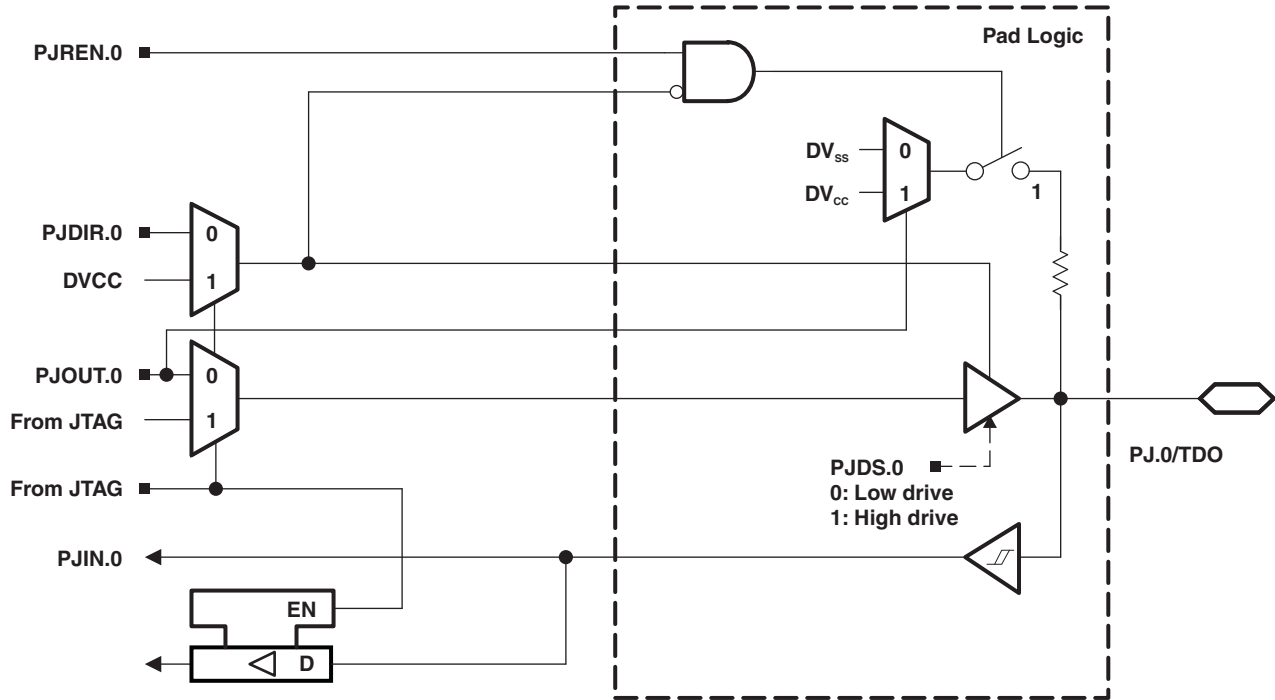 Pad Logic
PJREN.0
DVss
0
DVcc
1
1
PJDIR.0
0
DVCC
1
PJOUT.0
0
From JTAG
1
PJDS.0
0: Low drive
1: High drive
PJ.0/TDO
From JTAG
PJIN.0
EN
D